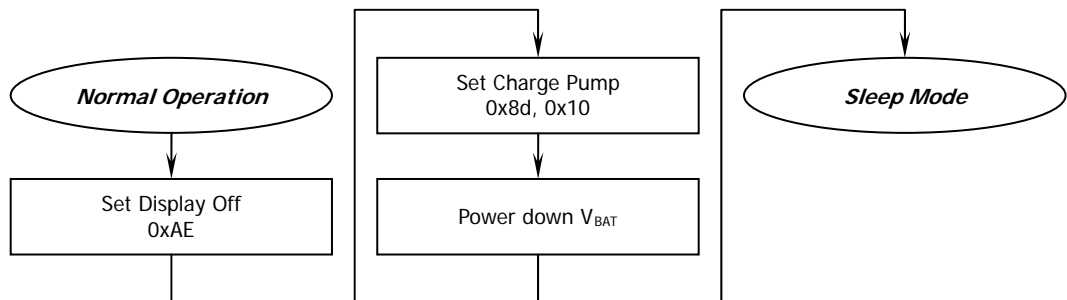 Normal Operation
Set Display Off
0xAE
Set Charge Pump
0x8d, 0x10
Power down VBAT
Sleep Mode